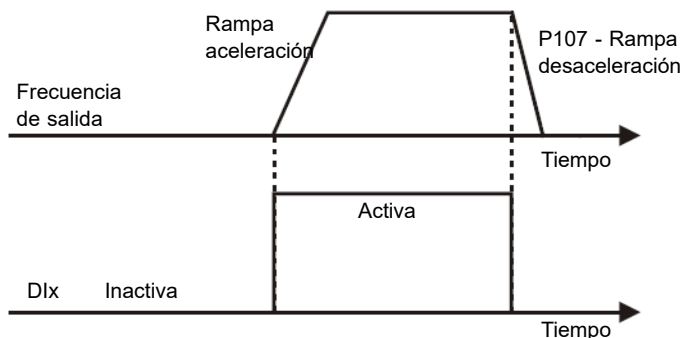 Rampa
aceleración
P107 - Rampa
desaceleración
Frecuencia
de salida
Tiempo
Activa
DIx Inactiva
Tiempo